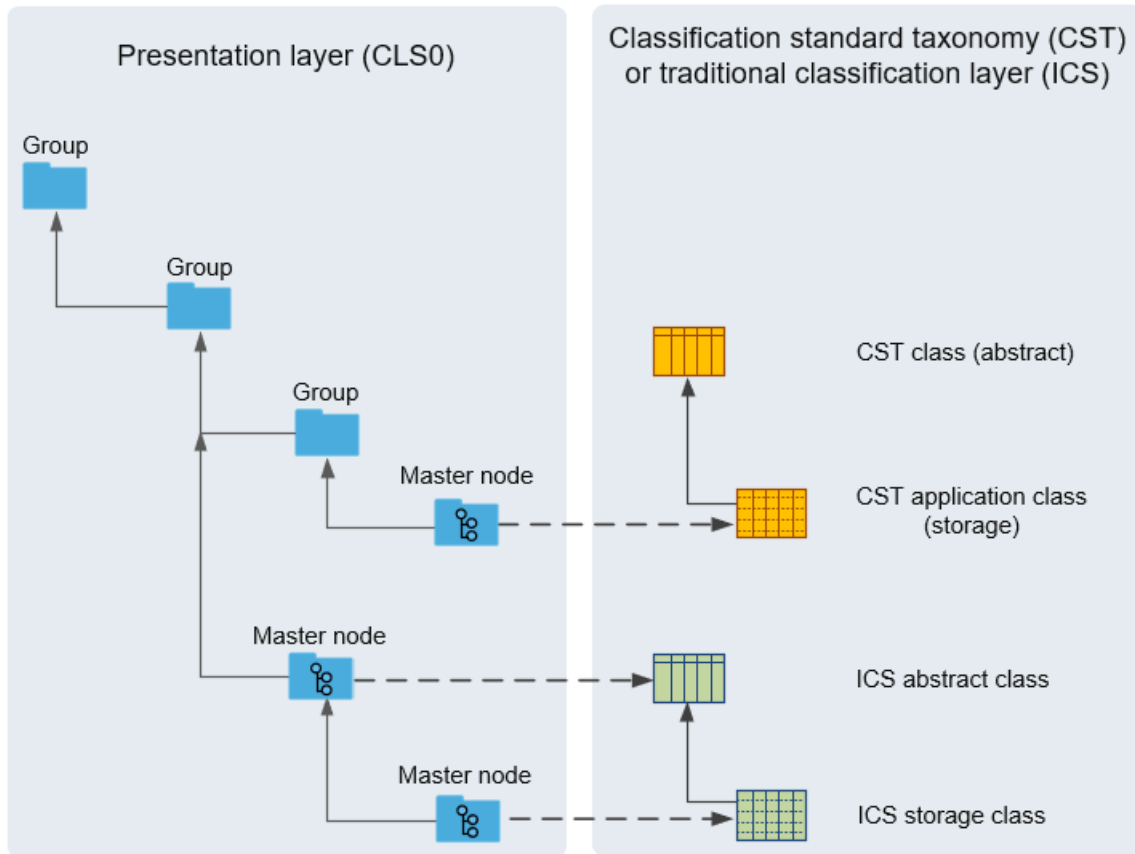 Presentation layer (CLS0)
Classification standard taxonomy (CST)
or traditional classification layer (ICS)
Group
Group
Group
Master node
Master node
Master node
CST class (abstract)
CST application class
(storage)
ICS abstract class
ICS storage class